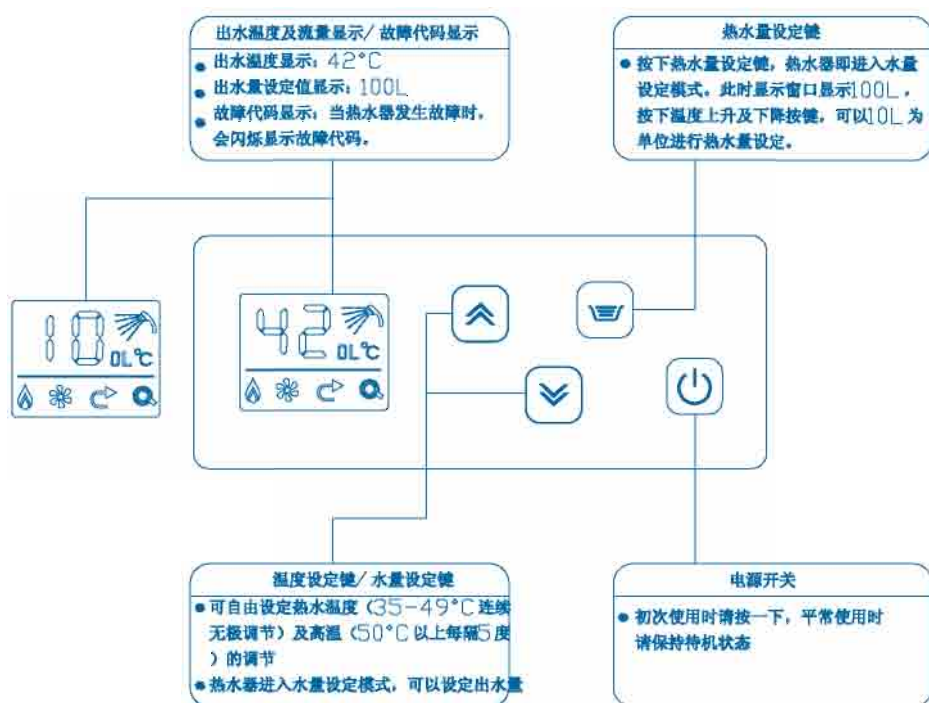 出水温度及流量显示/故障代码显示
● 出水温度显示：42°C
● 出水量设定值显示：100L
● 故障代码显示：当热水器发生故障时，
会闪烁显示故障代码。
热水量设定键
● 按下热水量设定键，热水器即进入水量
设定模式。此时显示窗口显示100L，
按下温度上升及下降按键，可以10L为
单位进行热水量设定。
10
0L℃
42
0L℃
温度设定键/水量设定键
● 可自由设定热水温度（35-49°C连续
无极调节）及高温（50°C以上每隔5度
）的调节
● 热水器进入水量设定模式，可以设定出水量
电源开关
● 初次使用时请按一下，平常使用时
请保持待机状态